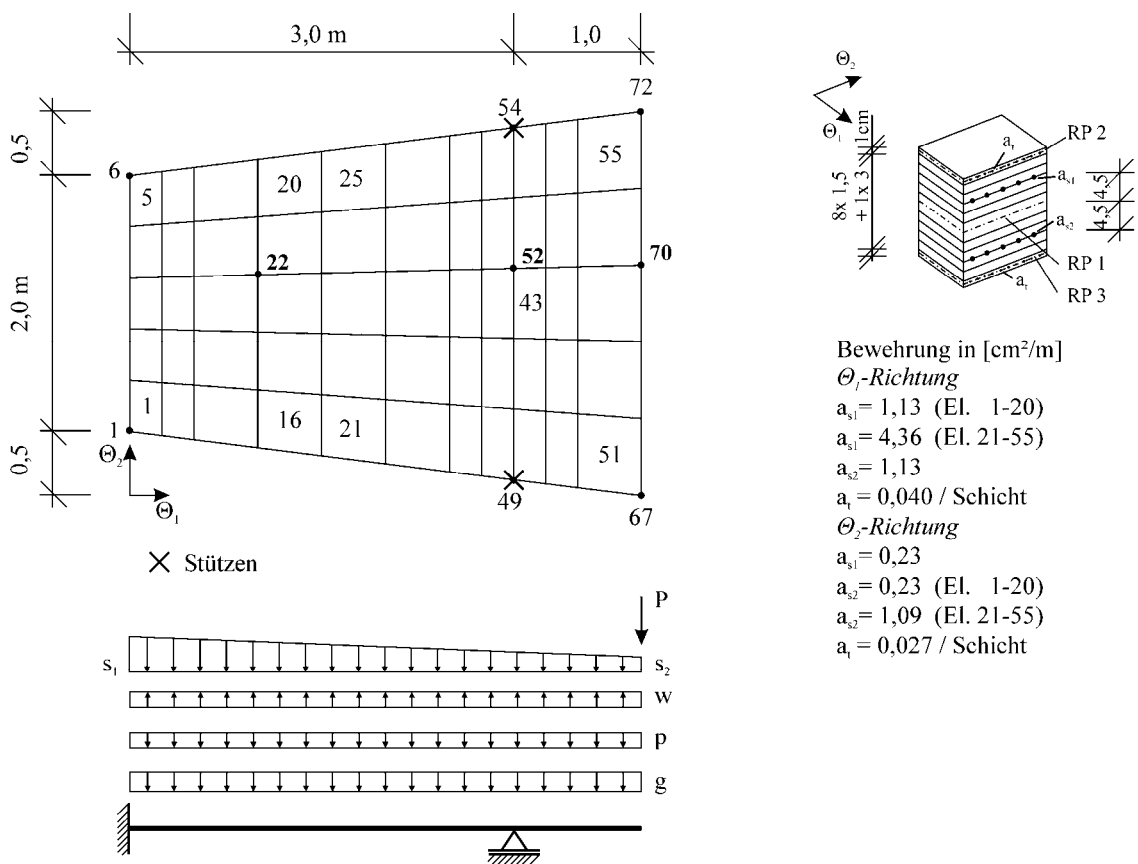 3,0 m
1,0
0,5
2,0 m
0,5
6
5
20
25
54
72
55
22
52
70
43
1
1
16
21
51
49
67
Θ₂
Θ₁
Stützen
P
s₁
s₂
w
p
g
Θ₂
Θ₁
1cm
8x 1,5
+ 1x 3
aₜ
RP 2
aₛ₁
4,5
4,5
aₛ₂
RP 1
RP 3
aₜ
Bewehrung in [cm²/m]
Θ₁-Richtung
aₛ₁= 1,13 (El. 1-20)
aₛ₁= 4,36 (El. 21-55)
aₛ₂= 1,13
aₜ = 0,040 / Schicht
Θ₂-Richtung
aₛ₁= 0,23
aₛ₂= 0,23 (El. 1-20)
aₛ₂= 1,09 (El. 21-55)
aₜ = 0,027 / Schicht